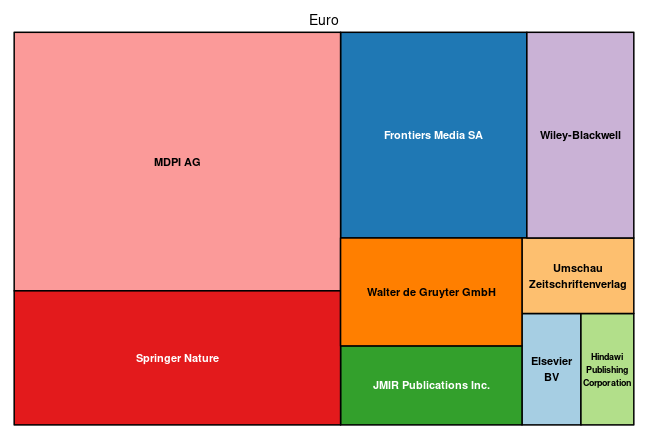 Euro
MDPI AG
Springer Nature
Frontiers Media SA
Wiley-Blackwell
Walter de Gruyter GmbH
JMIR Publications Inc.
Umschau
Zeitschriftenverlag
Elsevier
BV
Hindawi
Publishing
Corporation